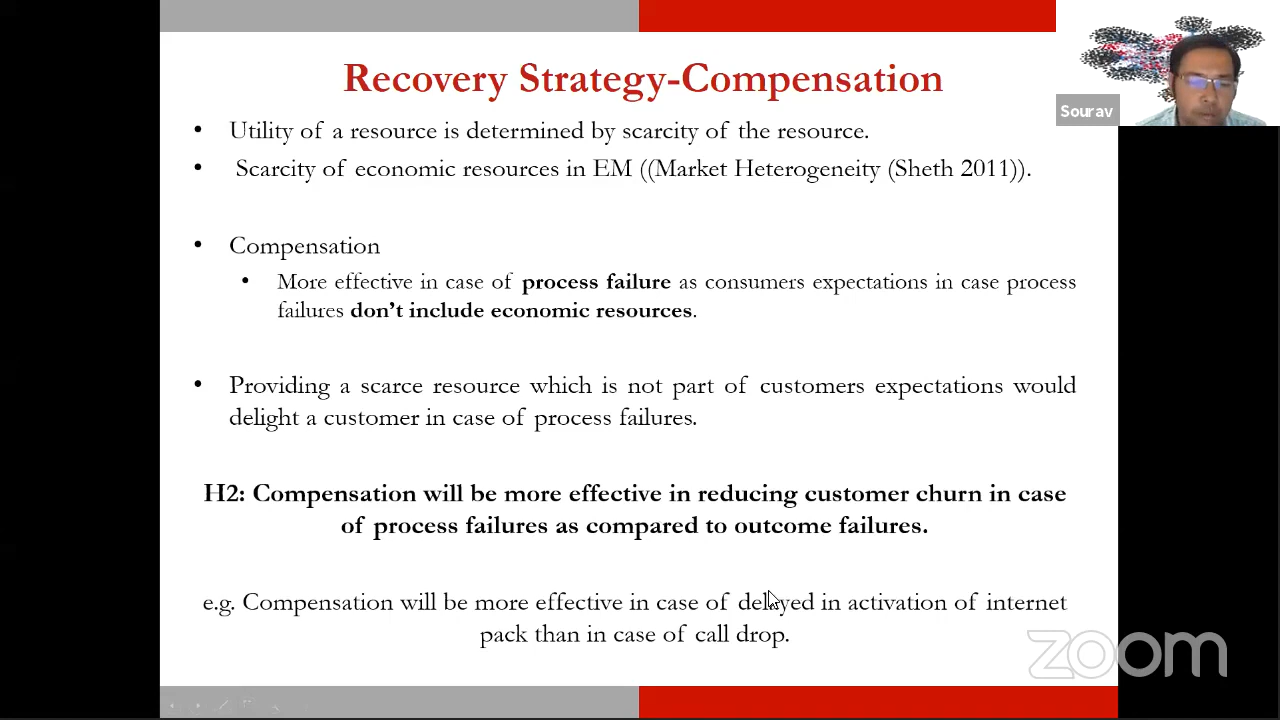 Recovery Strategy-Compensation
Sourav
• Utility of a resource is determined by scarcity of the resource.
• Scarcity of economic resources in EM ((Market Heterogeneity (Sheth 2011)).
• Compensation
• More effective in case of process failure as consumers expectations in case process
failures don't include economic resources.
• Providing a scarce resource which is not part of customers expectations would
delight a customer in case of process failures.
H2: Compensation will be more effective in reducing customer churn in case
of process failures as compared to outcome failures.
e.g. Compensation will be more effective in case of delayed in activation of internet
pack than in case of call drop.
zoom